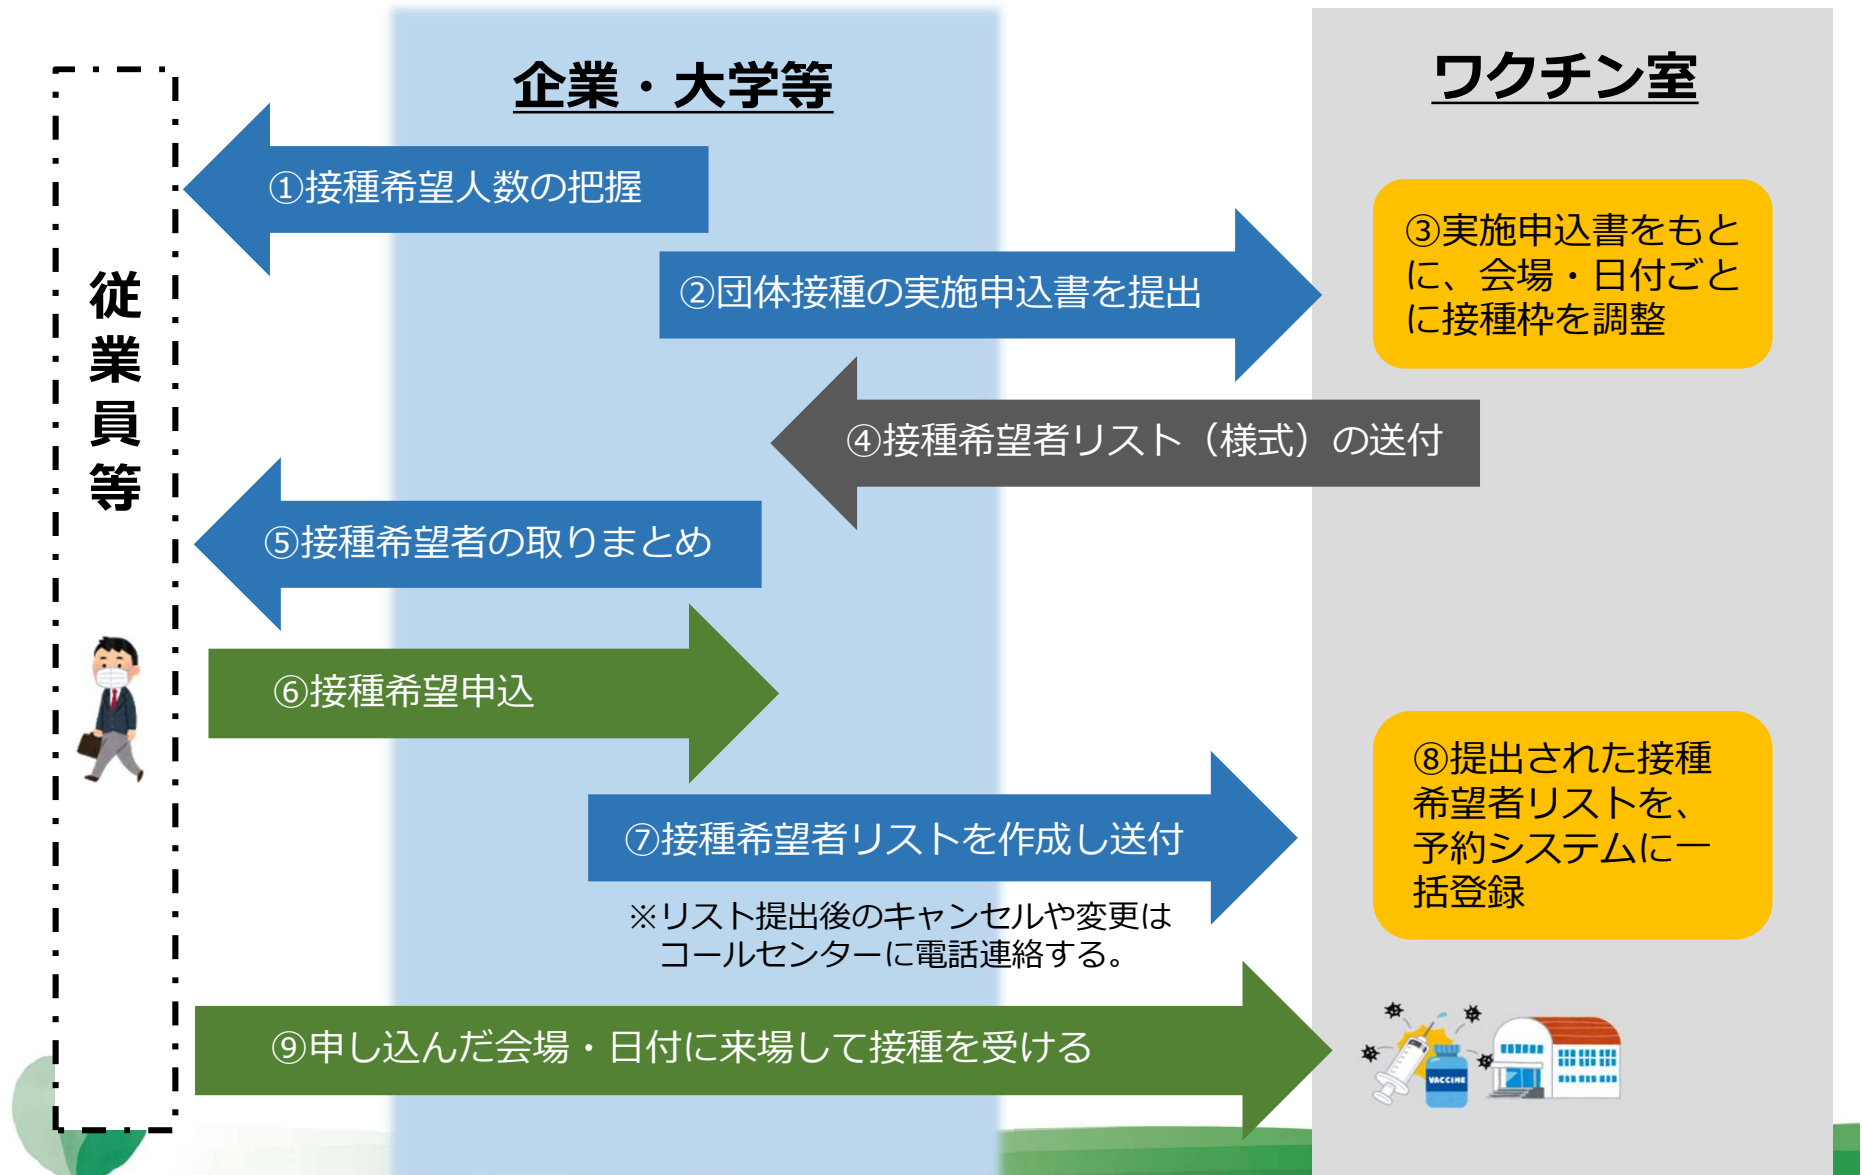 企業・大学等
ワクチン室
従業員等
①接種希望人数の把握
②団体接種の実施申込書を提出
③実施申込書をもと
に、会場・日付ごと
に接種枠を調整
④接種希望者リスト（様式）の送付
⑤接種希望者の取りまとめ
⑥接種希望申込
⑦接種希望者リストを作成し送付
※リスト提出後のキャンセルや変更は
コールセンターに電話連絡する。
⑧提出された接種
希望者リストを、
予約システムに一
括登録
⑨申し込んだ会場・日付に来場して接種を受ける
VACCINE